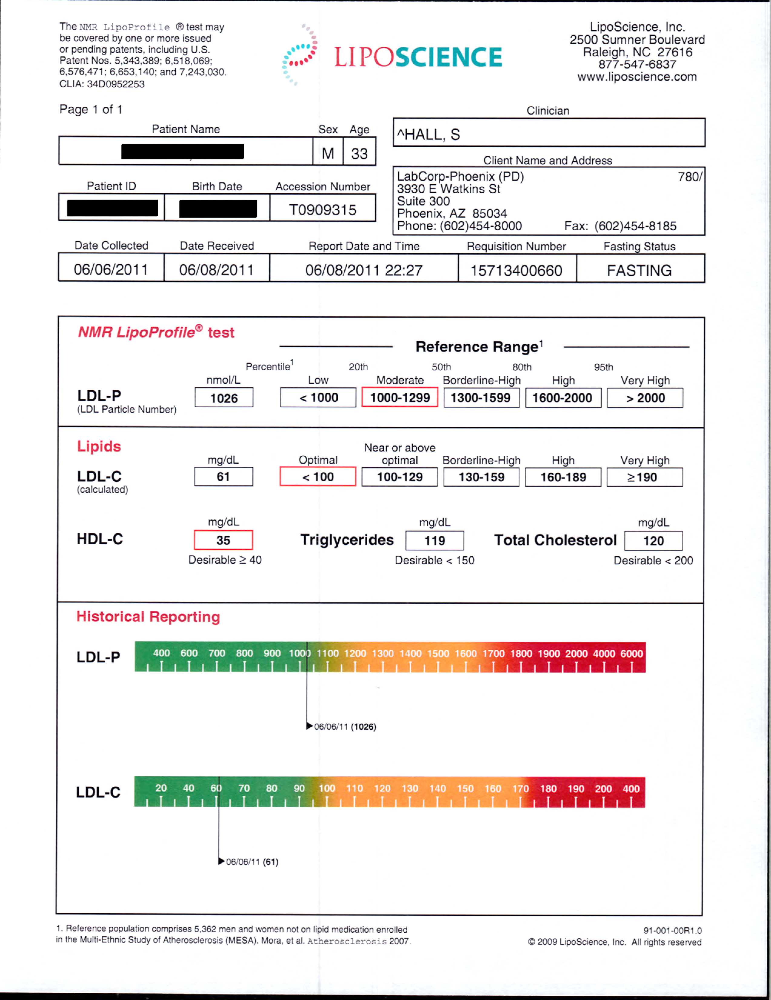 The NMR LipoProfile ® test may
be covered by one or more issued
or pending patents, including U.S.
Patent Nos. 5,343,389; 6,518,069;
6,576,471; 6,653,140; and 7,243,030.
CLIA: 34D0952253
LIPOSCIENCE
LipoScience, Inc.
2500 Sumner Boulevard
Raleigh, NC 27616
877-547-6837
www.liposcience.com
Page 1 of 1
Patient Name Sex Age
M 33
Clinician
^HALL, S
Patient ID Birth Date Accession Number
T0909315
Client Name and Address
LabCorp-Phoenix (PD) 780/
3930 E Watkins St
Suite 300
Phoenix, AZ 85034
Phone: (602)454-8000 Fax: (602)454-8185
Date Collected Date Received Report Date and Time Requisition Number Fasting Status
06/06/2011 06/08/2011 06/08/2011 22:27 15713400660 FASTING
NMR LipoProfile® test
Reference Range¹
Percentile¹ 20th 50th 80th 95th
nmol/L Low Moderate Borderline-High High Very High
LDL-P 1026 < 1000 1000-1299 1300-1599 1600-2000 > 2000
(LDL Particle Number)
Lipids
Near or above
mg/dL Optimal optimal Borderline-High High Very High
LDL-C 61 < 100 100-129 130-159 160-189 ≥190
(calculated)
mg/dL mg/dL mg/dL
HDL-C 35 Triglycerides 119 Total Cholesterol 120
Desirable ≥ 40 Desirable < 150 Desirable < 200
Historical Reporting
LDL-P 400 600 700 800 900 1000 1100 1200 1300 1400 1500 1600 1700 1800 1900 2000 4000 6000
06/06/11 (1026)
LDL-C 20 40 60 70 80 90 100 110 120 130 140 150 160 170 180 190 200 400
06/06/11 (61)
1. Reference population comprises 5,362 men and women not on lipid medication enrolled
in the Multi-Ethnic Study of Atherosclerosis (MESA). Mora, et al. Atherosclerosis 2007.
91-001-00R1.0
© 2009 LipoScience, Inc. All rights reserved